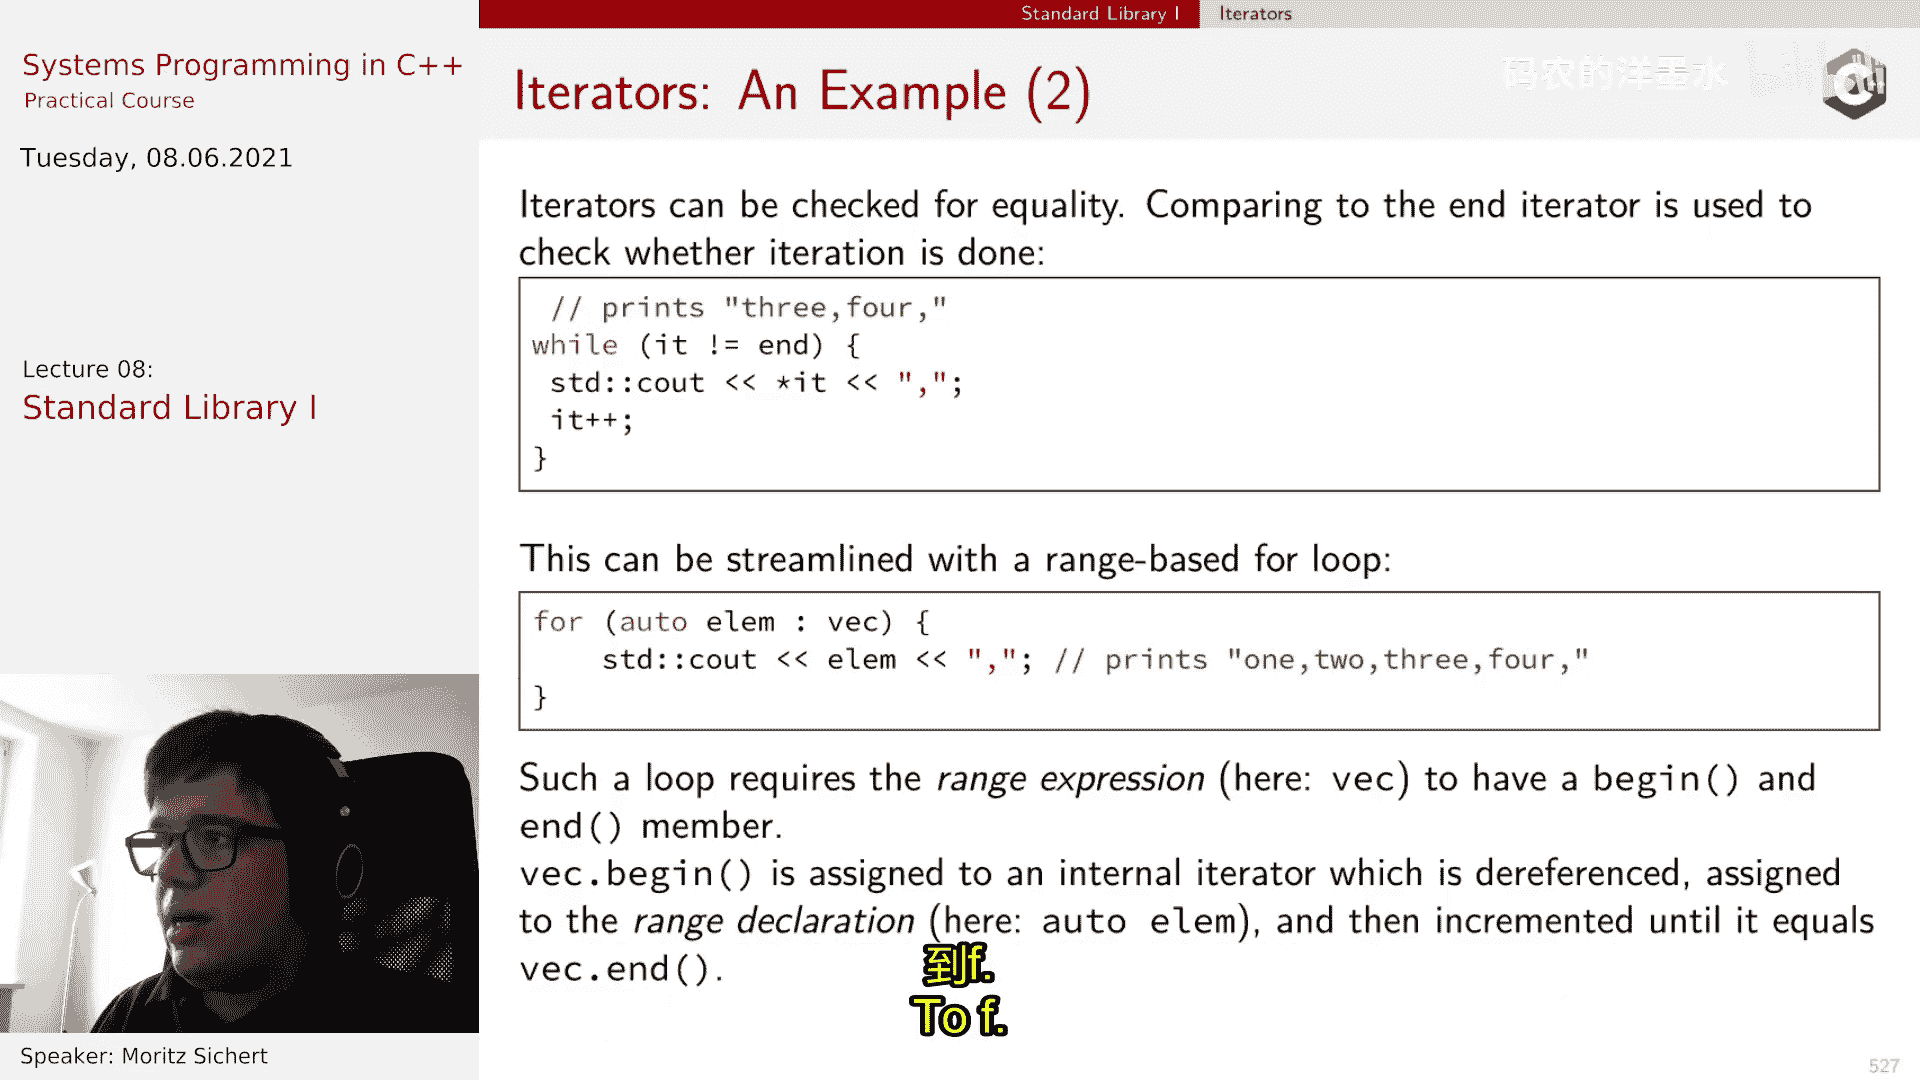 Standard Library I
Iterators
Systems Programming in C++
Practical Course
Tuesday, 08.06.2021
Lecture 08:
Standard Library I
Iterators: An Example (2)
码农的洋墨水
Iterators can be checked for equality. Comparing to the end iterator is used to
check whether iteration is done:
// prints "three,four,"
while (it != end) {
std::cout << *it << ",";
it++;
}
This can be streamlined with a range-based for loop:
for (auto elem : vec) {
std::cout << elem << ","; // prints "one,two,three,four,"
}
Such a loop requires the range expression (here: vec) to have a begin() and
end() member.
vec.begin() is assigned to an internal iterator which is dereferenced, assigned
to the range declaration (here: auto elem), and then incremented until it equals
vec.end().
到f.
To f.
Speaker: Moritz Sichert
527